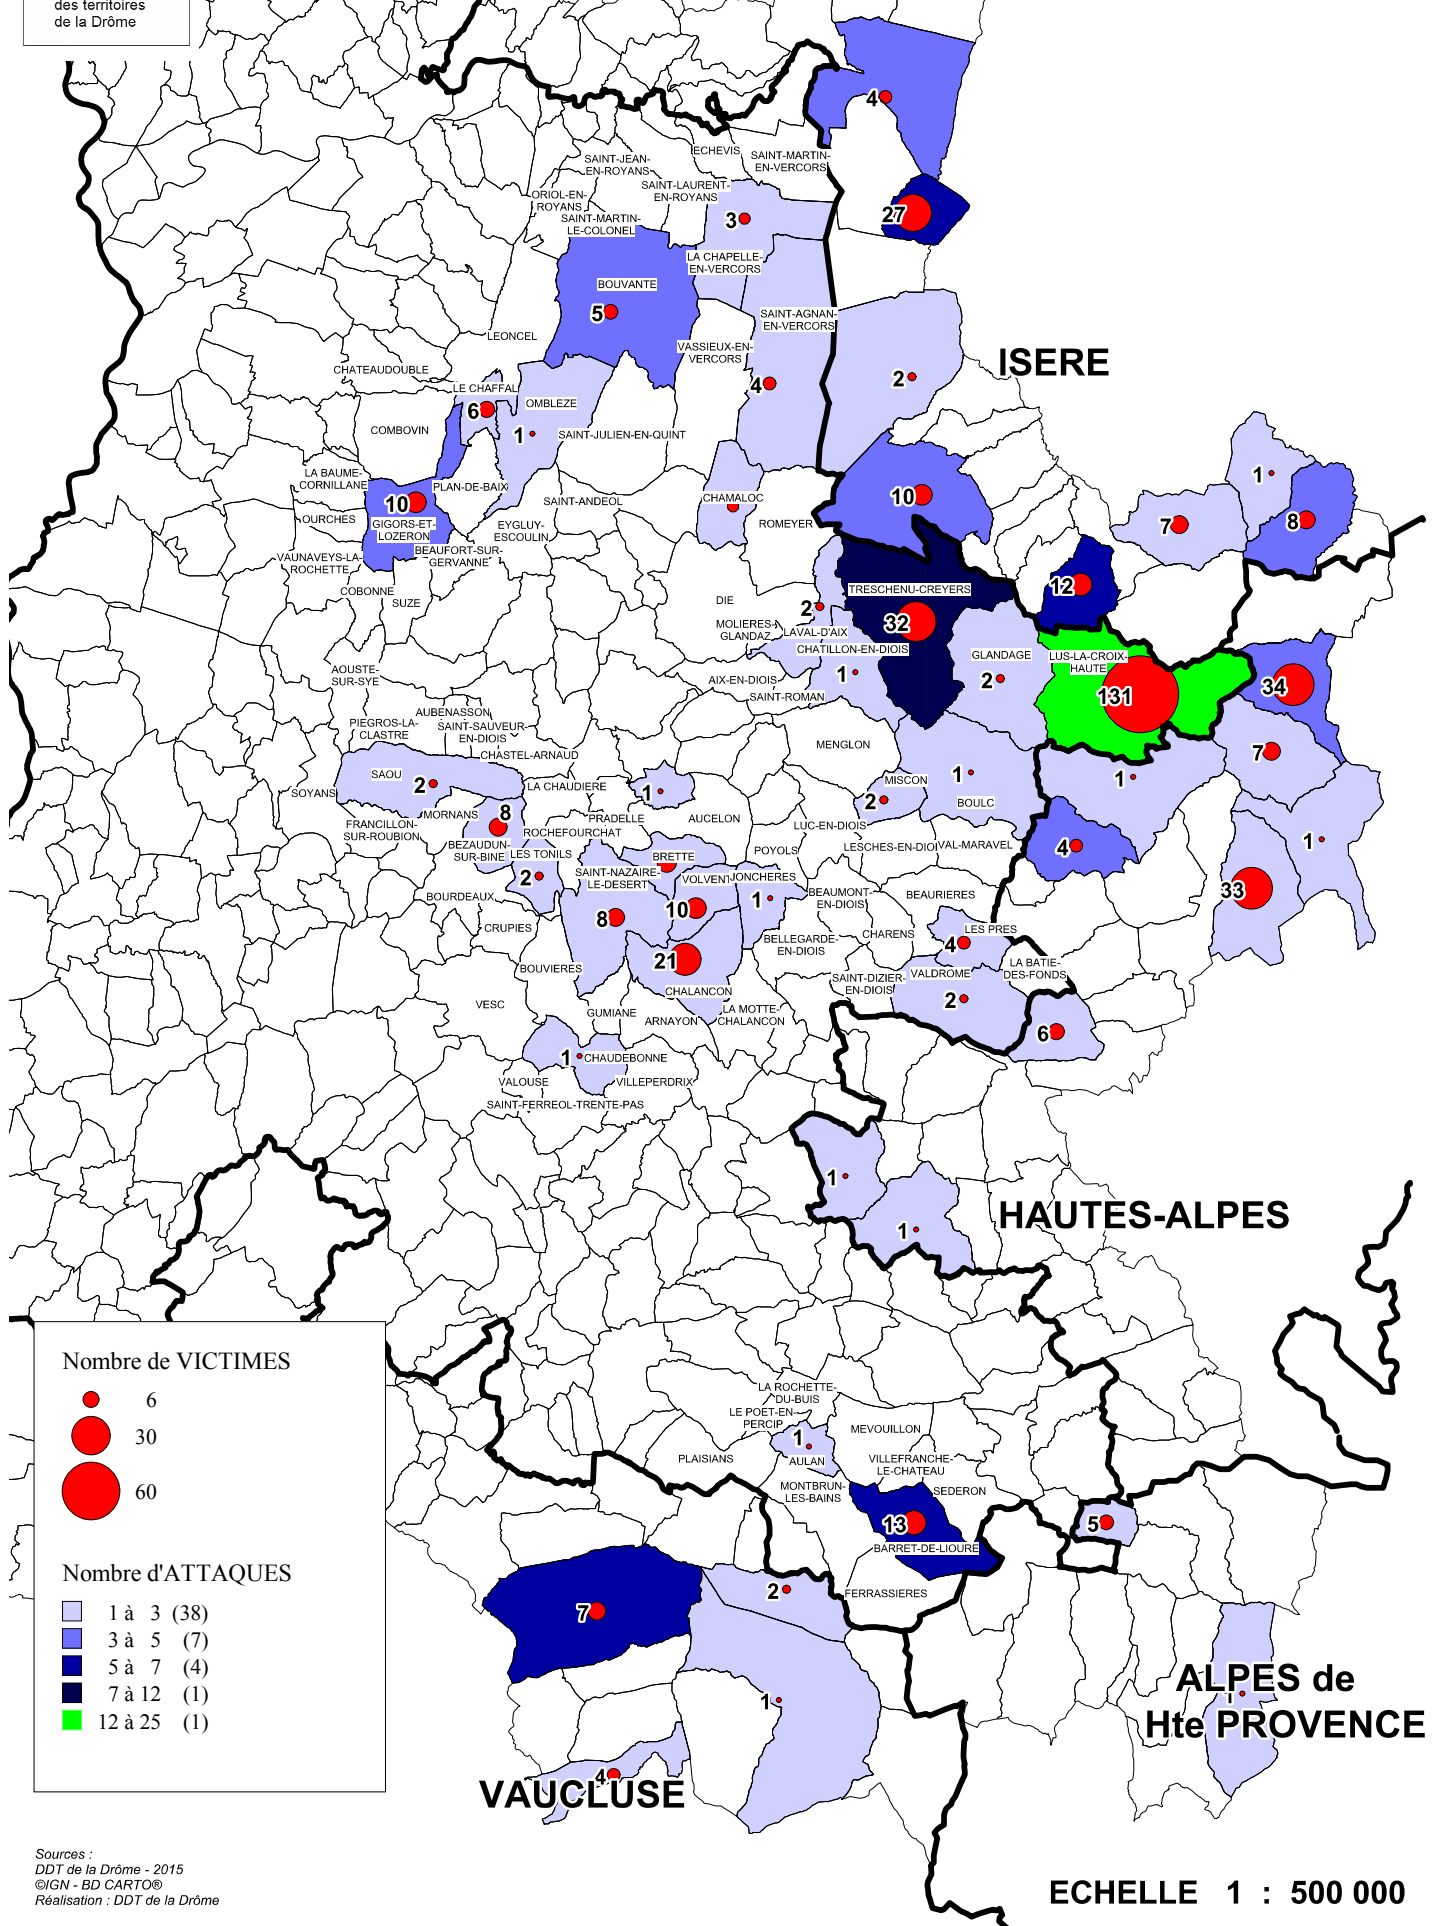 des territoires
de la Drôme
4
ECHEVIS
SAINT-MARTIN-
EN-VERCORS
SAINT-JEAN-
EN-ROYANS
SAINT-LAURENT-
EN-ROYANS
ORIOL-EN-
ROYANS
SAINT-MARTIN-
LE-COLONEL
3
27
LA CHAPELLE-
EN-VERCORS
BOUVANTE
5
SAINT-AGNAN-
EN-VERCORS
LEONCEL
VASSIEUX-EN-
VERCORS
ISERE
CHATEAUDOUBLE
LE CHAFFAL
4
2
6
OMBLEZE
COMBOVIN
1
SAINT-JULIEN-EN-QUINT
LA BAUME-
CORNILLANE
PLAN-DE-BAIX
10
SAINT-ANDEOL
CHAMALOC
10
1
7
8
OURCHES
GIGORS-ET-
LOZERON
EYGLUY-
ESCOULIN
ROMEYER
VAUNAVEYS-LA-
ROCHETTE
BEAUFORT-SUR-
GERVANNE
COBONNE
SUZE
TRESCHENU-CREYERS
12
DIE
2
32
MOLIERES-
GLANDAZ
LAVAL-D'AIX
CHATILLON-EN-DIOIS
GLANDAGE
LUS-LA-CROIX-
HAUTE
AOUSTE-
SUR-SYE
AIX-EN-DIOIS
1
2
131
34
SAINT-ROMAN
AUBENASSON
PIEGROS-LA-
CLASTRE
SAINT-SAUVEUR-
EN-DIOIS
CHASTEL-ARNAUD
MENGLON
7
SAOU
2
LA CHAUDIERE
1
MISCON
1
1
SOYANS
2
BOULC
MORNANS
8
PRADELLE
AUCELON
FRANCILLON-
SUR-ROUBION
ROCHEFOURCHAT
LUC-EN-DIOIS
BEZAUDUN-
SUR-BINE
LES TONILS
BRETTE
POYOLS
LESCHES-EN-DIOI
VAL-MARAVEL
4
1
2
SAINT-NAZAIRE-
LE-DESERT
VOLVENT
JONCHERES
BOURDEAUX
1
BEAUMONT-
EN-DIOIS
BEAURIERES
33
8
10
CRUPIES
BELLEGARDE-
EN-DIOIS
CHARENS
LES PRES
4
21
BOUVIERES
LA BATIE-
DES-FONDS
VALDROME
SAINT-DIZIER-
EN-DIOIS
CHALANCON
2
VESC
GUMIANE
ARNAYON
LA MOTTE-
CHALANCON
6
1
CHAUDEBONNE
VALOUSE
VILLEPERDRIX
SAINT-FERREOL-TRENTE-PAS
1
1
HAUTES-ALPES
Nombre de VICTIMES
6
30
60
LA ROCHETTE-
DU-BUIS
LE POET-EN-
PERCIP
1
AULAN
MEVOUILLON
PLAISIANS
VILLEFRANCHE-
LE-CHATEAU
MONTBRUN-
LES-BAINS
SEDERON
13
5
BARRET-DE-LIOURE
FERRASSIERES
2
7
Nombre d'ATTAQUES
1 à 3 (38)
3 à 5 (7)
5 à 7 (4)
7 à 12 (1)
12 à 25 (1)
1
1
ALPES de
Hte PROVENCE
4
VAUCLUSE
Sources :
DDT de la Drôme - 2015
©IGN - BD CARTO®
Réalisation : DDT de la Drôme
ECHELLE 1 : 500 000